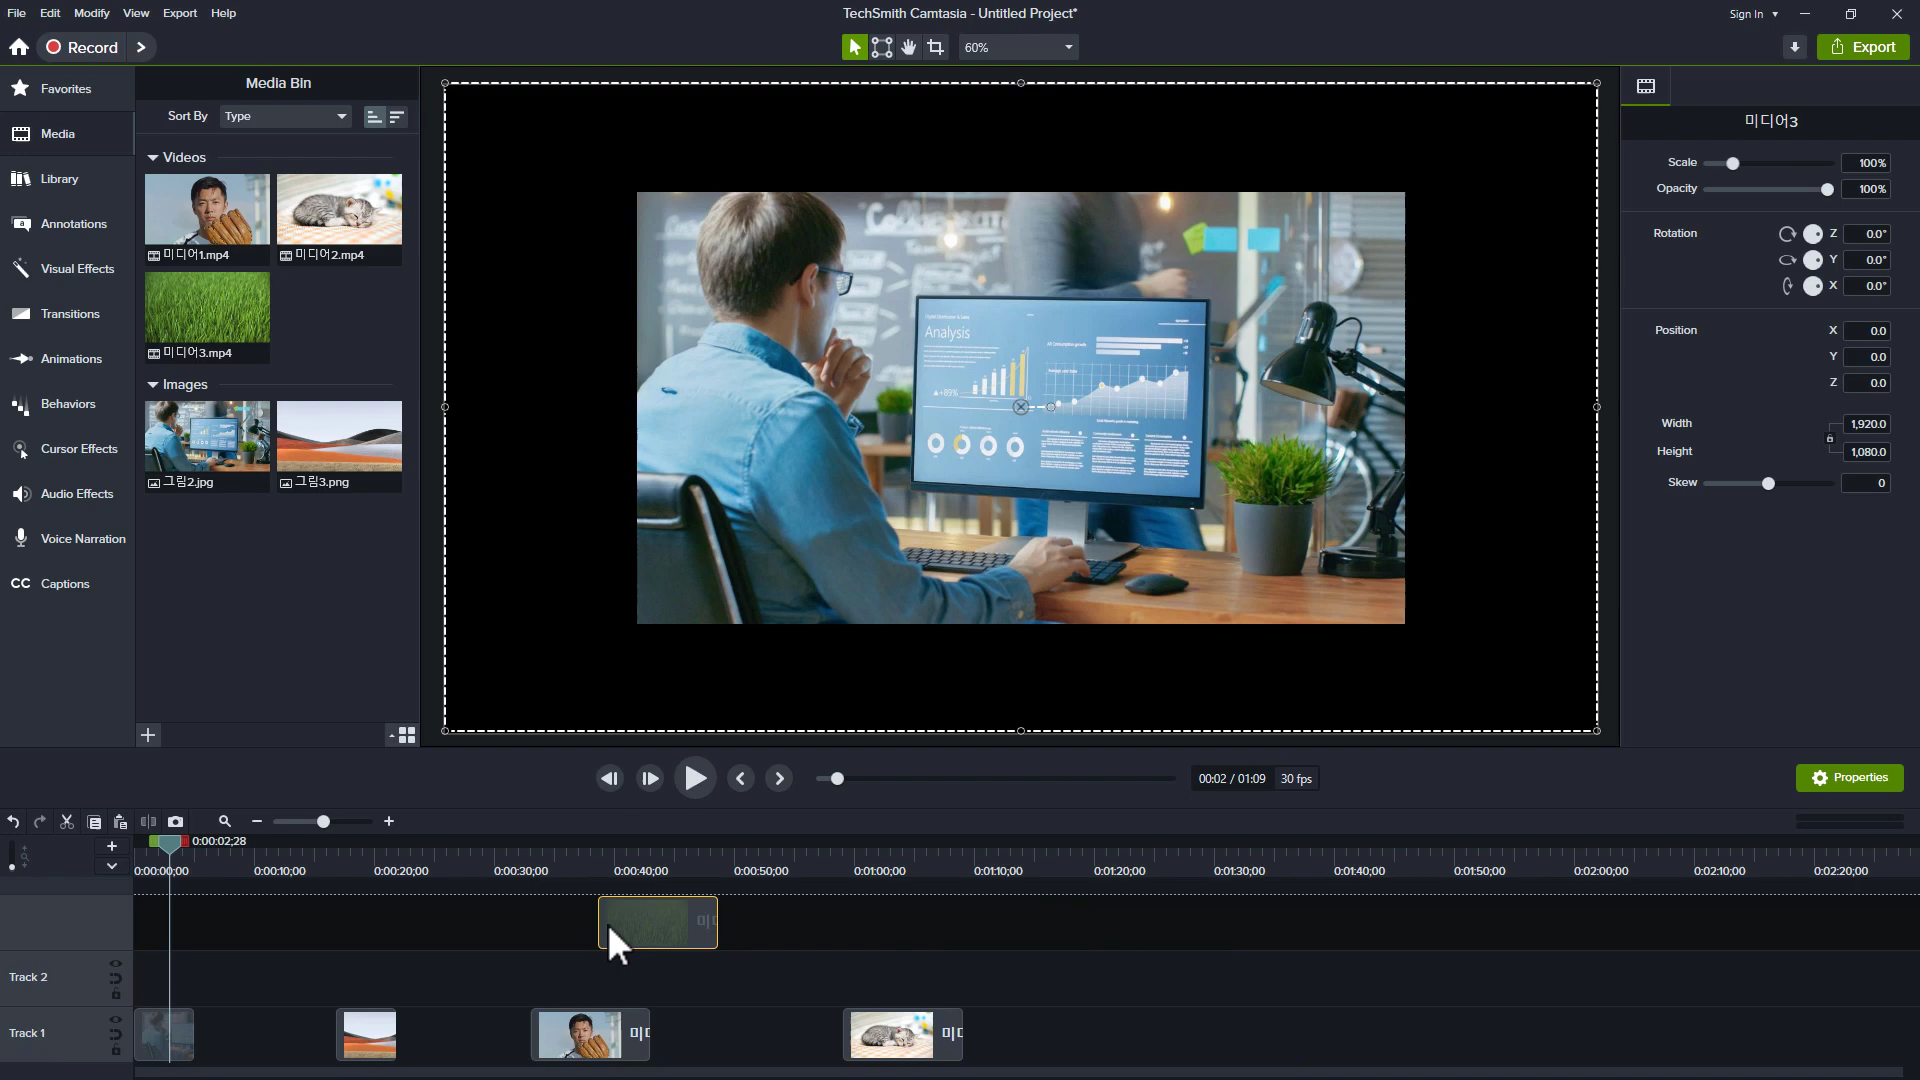 File Edit Modify View Export Help
TechSmith Camtasia - Untitled Project*
Sign In
Record
60%
Export
Favorites
Media
Library
Annotations
Visual Effects
Transitions
Animations
Behaviors
Cursor Effects
Audio Effects
Voice Narration
CC Captions
Media Bin
Sort By Type
Videos
미디어1.mp4
미디어2.mp4
미디어3.mp4
Images
그림2.jpg
그림3.png
Analysis
+89%
미디어3
Scale 100%
Opacity 100%
Rotation Z 0.0°
Y 0.0°
X 0.0°
Position X 0.0
Y 0.0
Z 0.0
Width 1,920.0
Height 1,080.0
Skew 0
00:02 / 01:09 30 fps
Properties
0:00:02;28
0:00:00;00 0:00:10;00 0:00:20;00 0:00:30;00 0:00:40;00 0:00:50;00 0:01:00;00 0:01:10;00 0:01:20;00 0:01:30;00 0:01:40;00 0:01:50;00 0:02:00;00 0:02:10;00 0:02:20;00
Track 2
Track 1